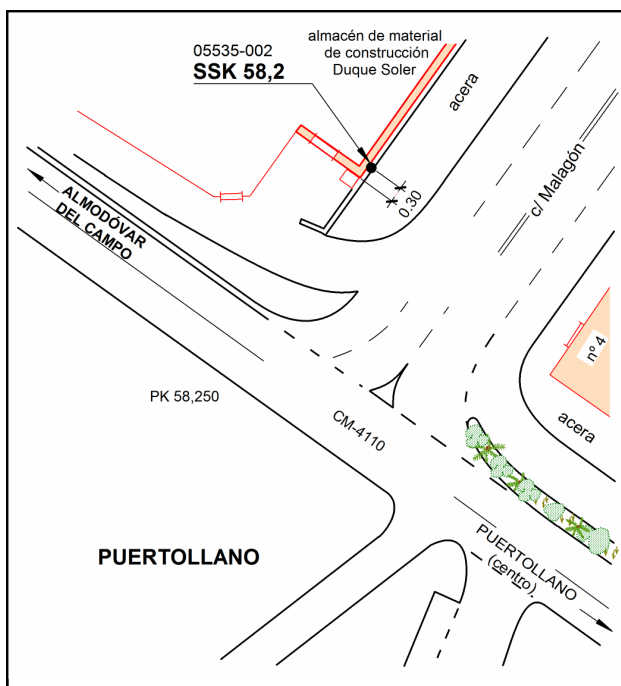 almacén de material
de construcción
Duque Soler
05535-002
SSK 58,2
acera
0.30
c/ Malagón
ALMODÓVAR
DEL CAMPO
nº 4
PK 58,250
CM-4110
acera
PUERTOLLANO
PUERTOLLANO
(centro)